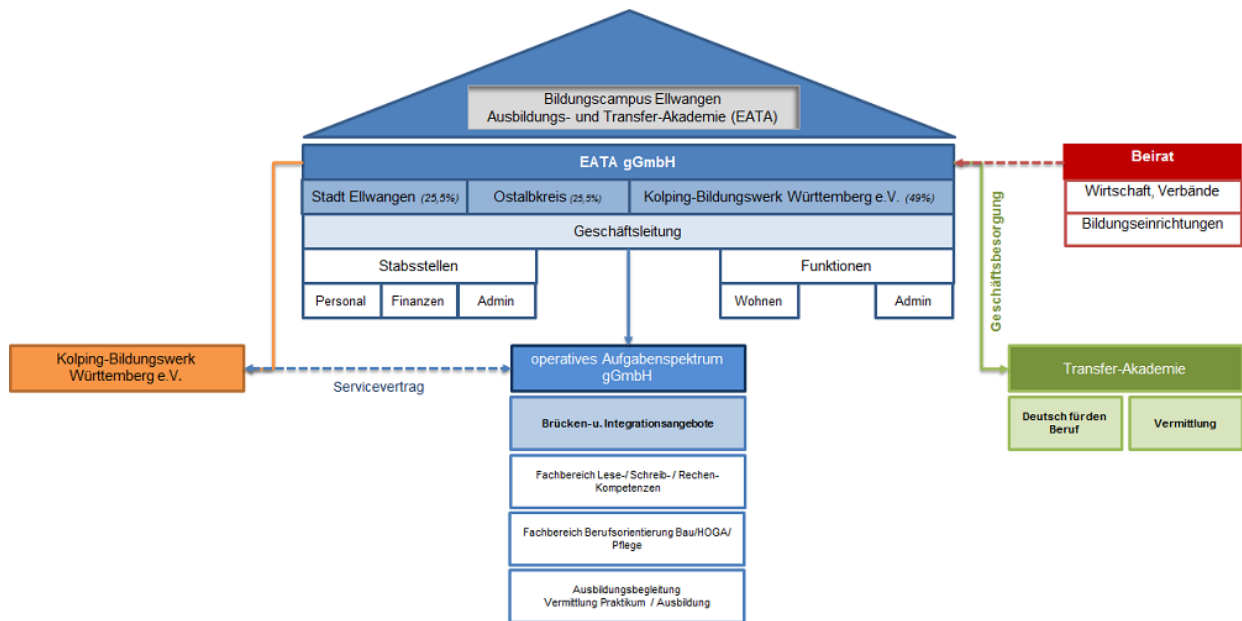 Bildungscampus Ellwangen
Ausbildungs- und Transfer-Akademie (EATA)
EATA gGmbH
Stadt Ellwangen (25,5%)
Ostalbkreis (25,5%)
Kolping-Bildungswerk Württemberg e.V. (49%)
Geschäftsleitung
Stabsstellen
Funktionen
Personal
Finanzen
Admin
Wohnen
Admin
Beirat
Wirtschaft, Verbände
Bildungseinrichtungen
Geschäftsbesorgung
Kolping-Bildungswerk
Württemberg e.V.
Servicevertrag
operatives Aufgabenspektrum
gGmbH
Brücken- u. Integrationsangebote
Fachbereich Lese-/ Schreib- / Rechen-
Kompetenzen
Fachbereich Berufsorientierung Bau/HOGA/
Pflege
Ausbildungsbegleitung
Vermittlung Praktikum / Ausbildung
Transfer-Akademie
Deutsch für den
Beruf
Vermittlung